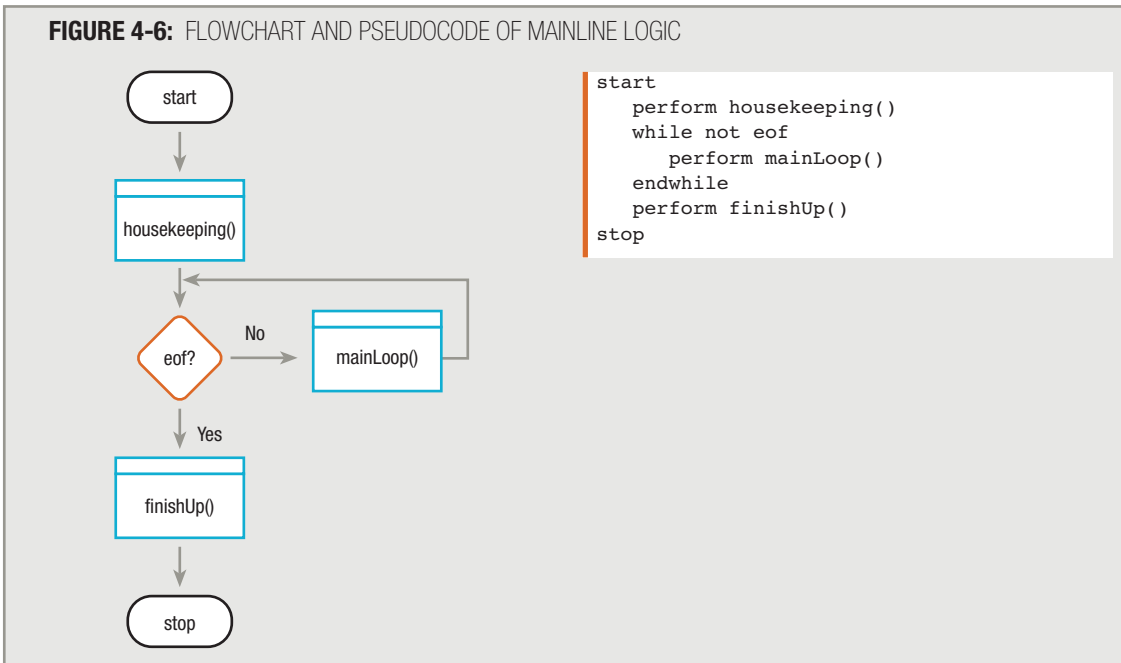 FIGURE 4-6: FLOWCHART AND PSEUDOCODE OF MAINLINE LOGIC
start
housekeeping()
eof?
No
mainLoop()
Yes
finishUp()
stop
start
perform housekeeping()
while not eof
perform mainLoop()
endwhile
perform finishUp()
stop